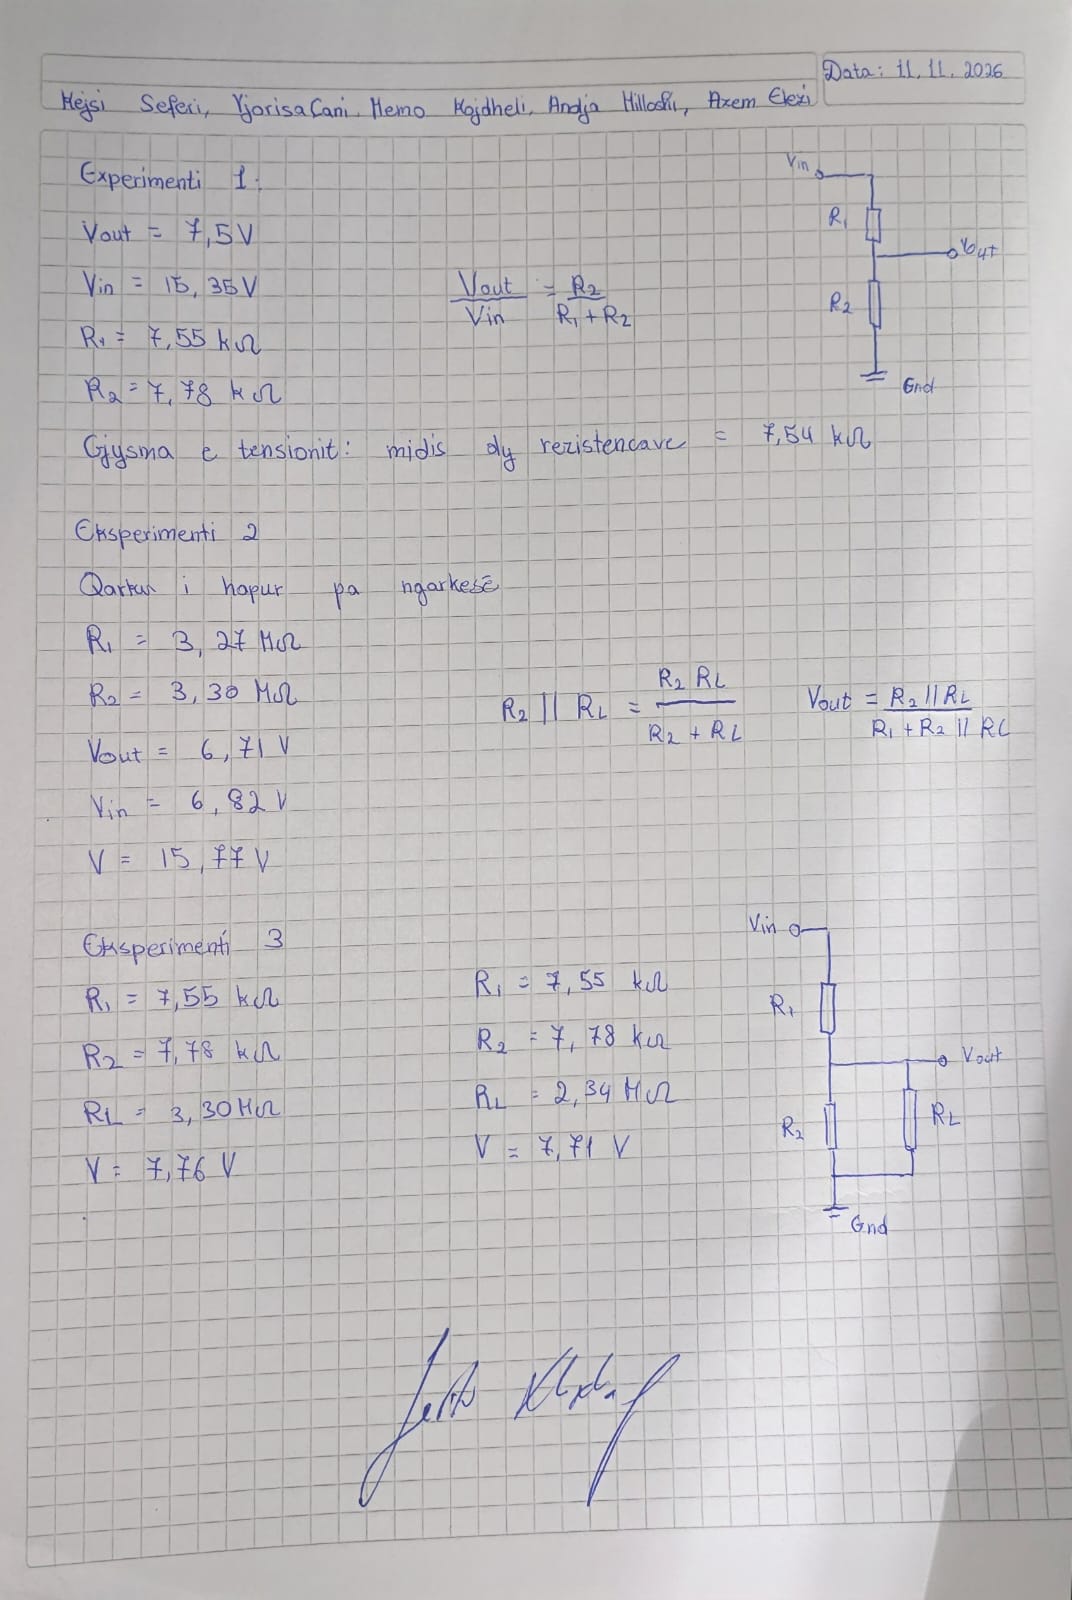 Data: 11.11.2026
Hejsi Seferi, Yjorisa Cani, Memo Kojdheli, Andja Hilloshi, Axem Elezi
Experimenti 1:
Vout = 7,5V
Vin = 15,35V
R1 = 7,55 kΩ
R2 = 7,78 kΩ
Vout / Vin = R2 / R1 + R2
Vin
R1
Vout
R2
Gnd
Gjysma e tensionit: midis dy rezistencave = 7,54 kΩ
Eksperimenti 2
Qarku i hapur pa ngarkesë
R1 = 3,27 MΩ
R2 = 3,30 MΩ
Vout = 6,71 V
Vin = 6,82 V
V = 15,77 V
R2 || RL = R2 RL / R2 + RL
Vout = R2 || RL / R1 + R2 || RL
Eksperimenti 3
R1 = 7,55 kΩ
R2 = 7,78 kΩ
RL = 3,30 MΩ
V = 7,76 V
R1 = 7,55 kΩ
R2 = 7,78 kΩ
RL = 2,34 MΩ
V = 7,71 V
Vin
R1
Vout
R2
RL
Gnd